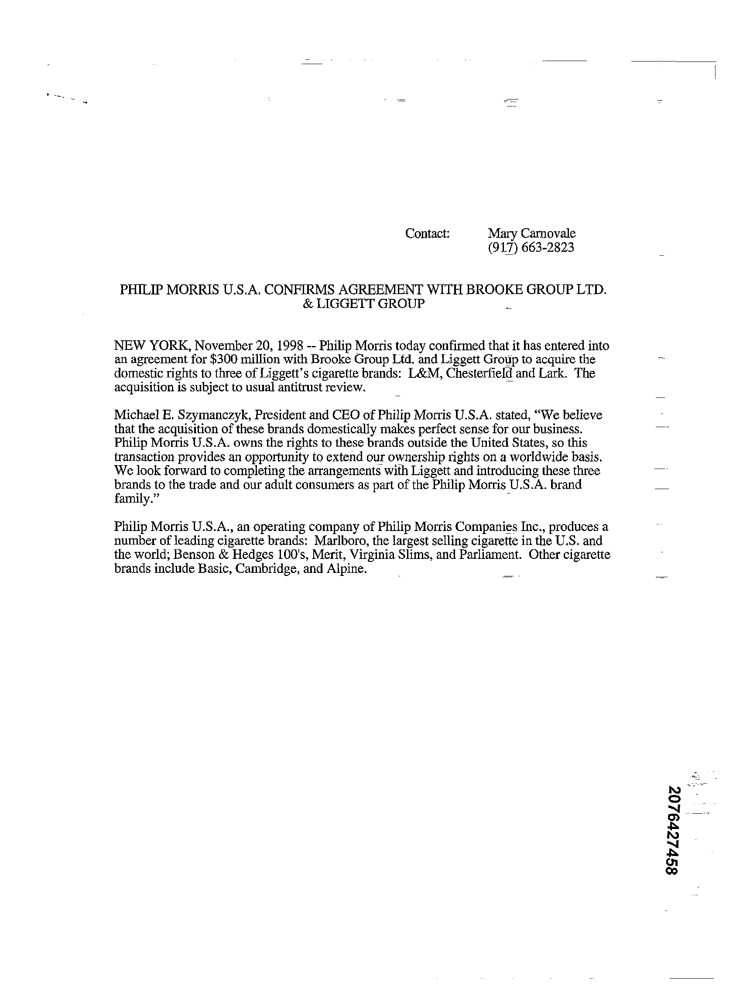 Contact: Mary Carnovale
(917) 663-2823
PHILIP MORRIS U.S.A. CONFIRMS AGREEMENT WITH BROOKE GROUP LTD.
& LIGGETT GROUP
NEW YORK, November 20, 1998 -- Philip Morris today confirmed that it has entered into
an agreement for $300 million with Brooke Group Ltd. and Liggett Group to acquire the
domestic rights to three of Liggett's cigarette brands: L&M, Chesterfield and Lark. The
acquisition is subject to usual antitrust review.
Michael E. Szymanczyk, President and CEO of Philip Morris U.S.A. stated, "We believe
that the acquisition of these brands domestically makes perfect sense for our business.
Philip Morris U.S.A. owns the rights to these brands outside the United States, so this
transaction provides an opportunity to extend our ownership rights on a worldwide basis.
We look forward to completing the arrangements with Liggett and introducing these three
brands to the trade and our adult consumers as part of the Philip Morris U.S.A. brand
family."
Philip Morris U.S.A., an operating company of Philip Morris Companies Inc., produces a
number of leading cigarette brands: Marlboro, the largest selling cigarette in the U.S. and
the world; Benson & Hedges 100's, Merit, Virginia Slims, and Parliament. Other cigarette
brands include Basic, Cambridge, and Alpine.
2076427458